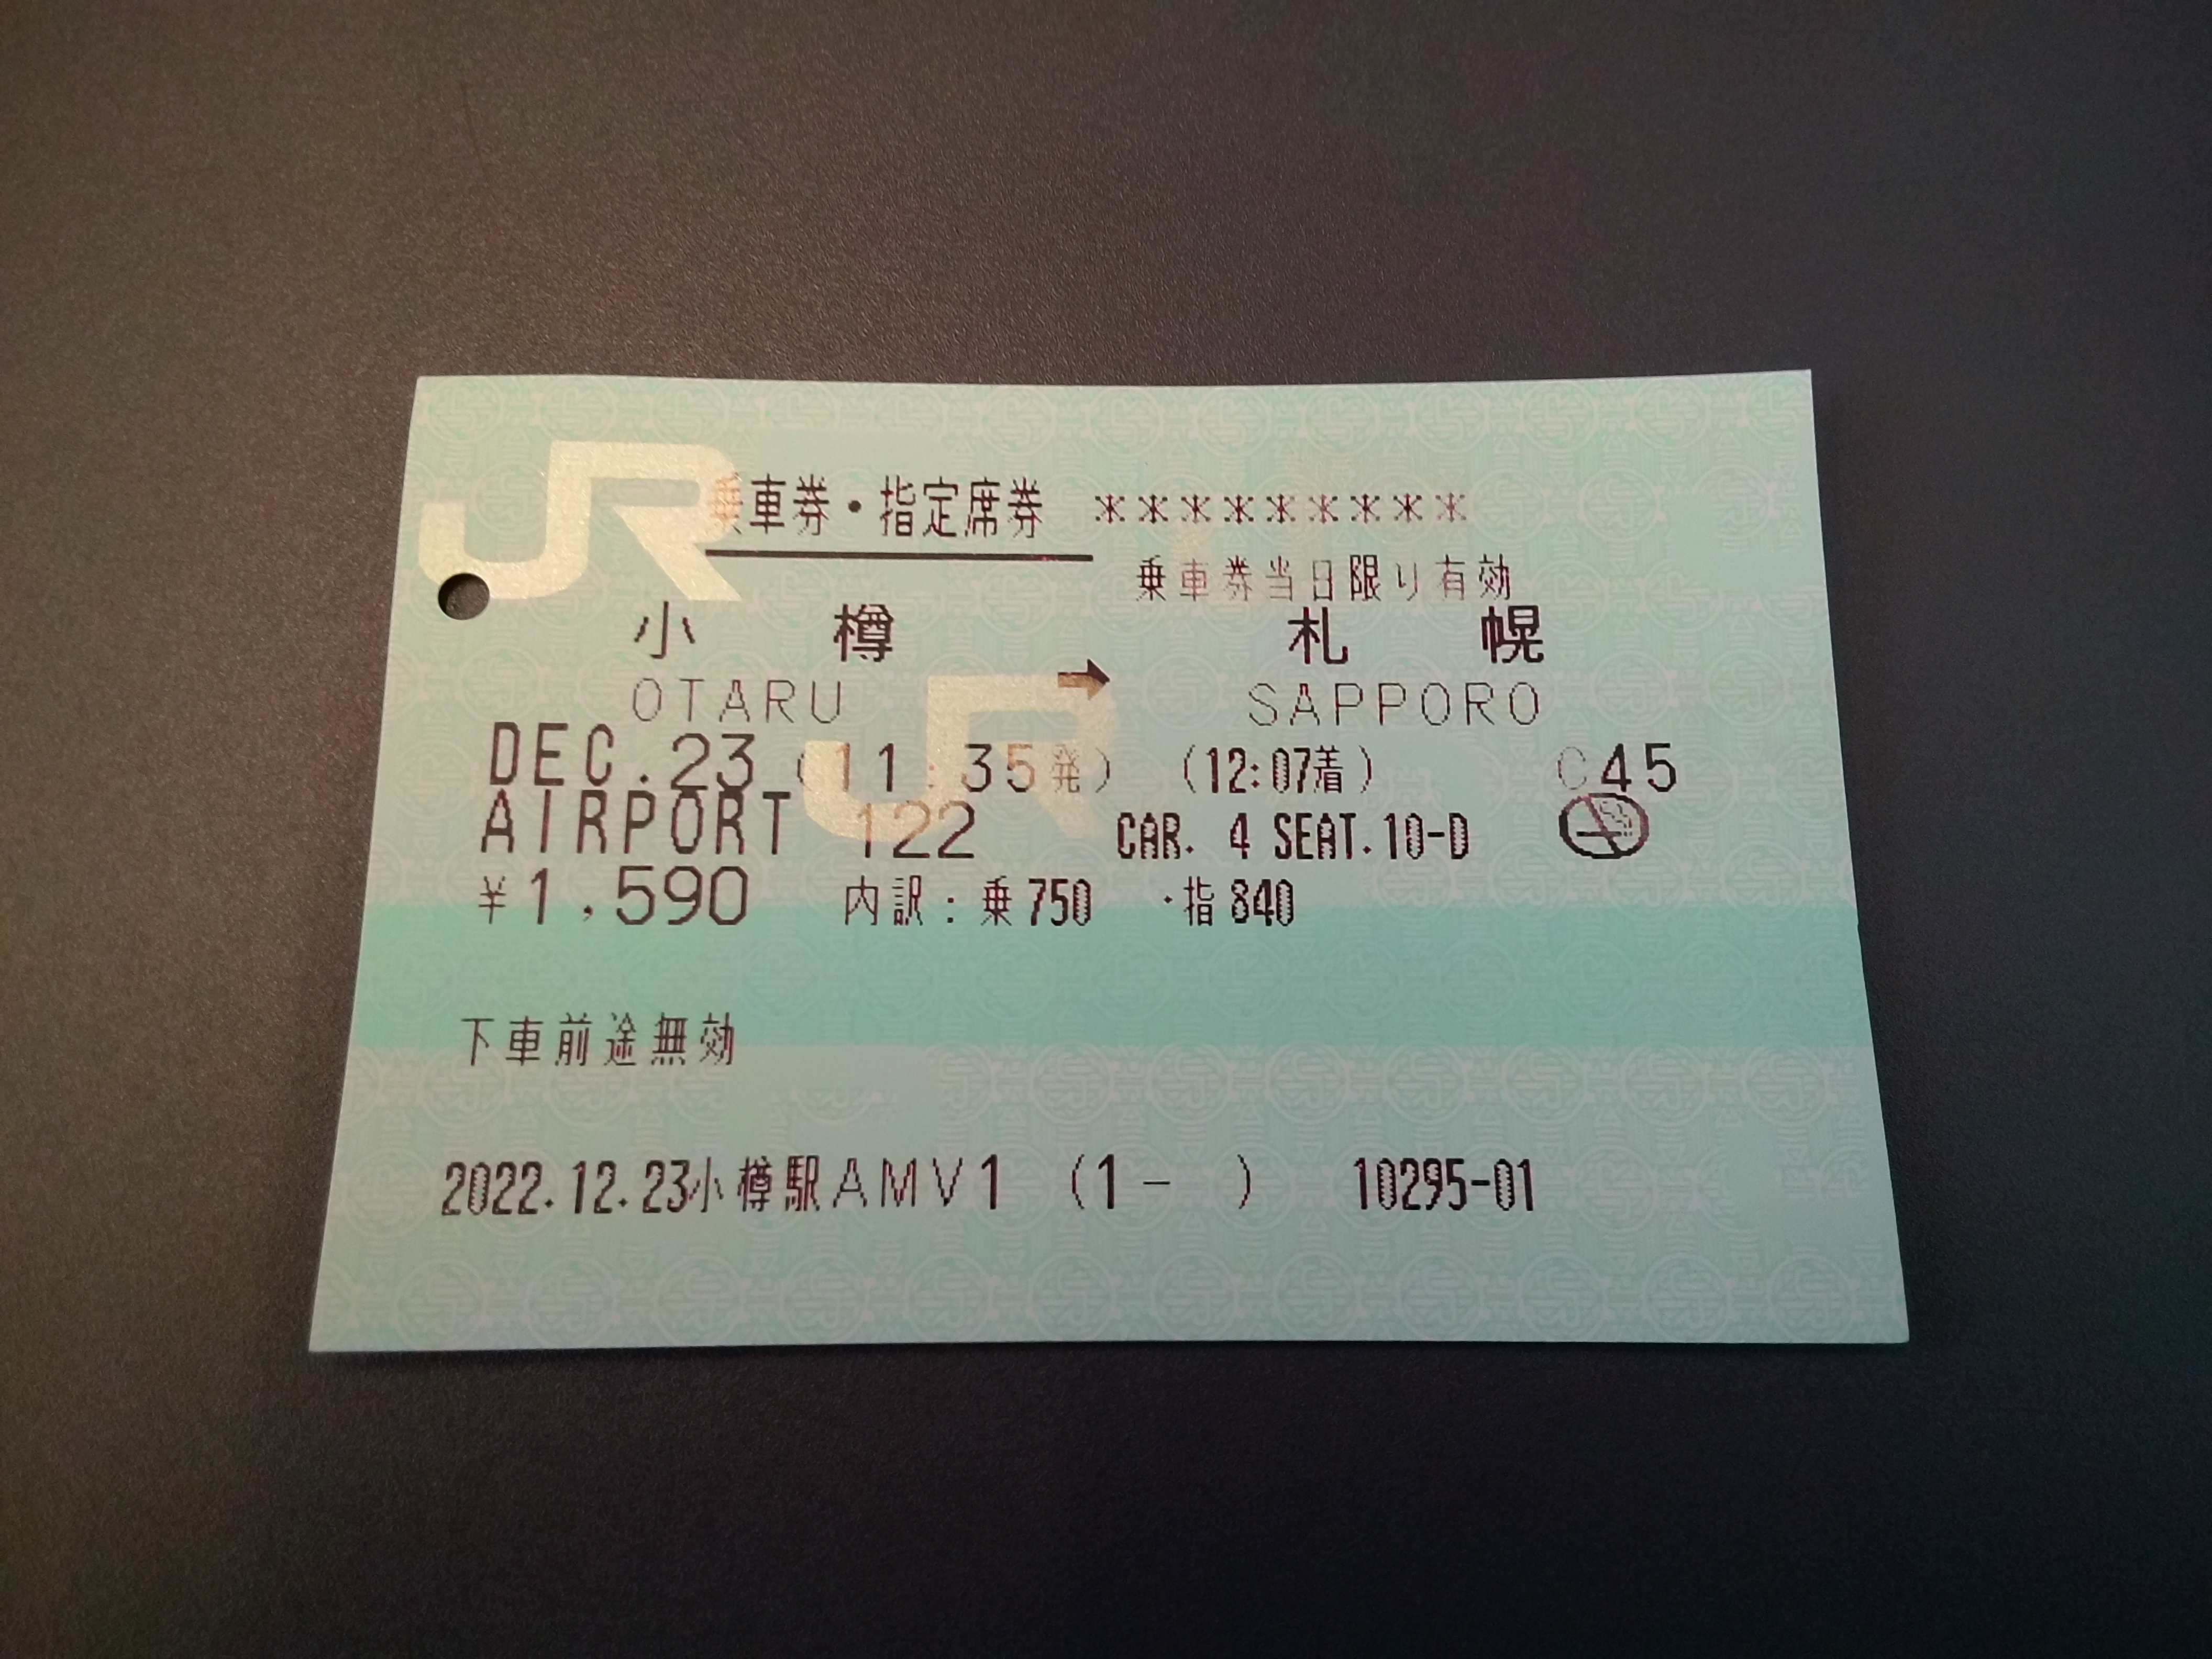 JR
乗車券・指定席券 *********
乗車券当日限り有効
小樽 → 札幌
OTARU SAPPORO
JR
DEC.23 (11:35発) (12:07着) C45
AIRPORT 122 CAR. 4 SEAT.10-D
¥1,590 内訳:乗750 ・指840
下車前途無効
2022.12.23小樽駅AMV1 (1- ) 10295-01